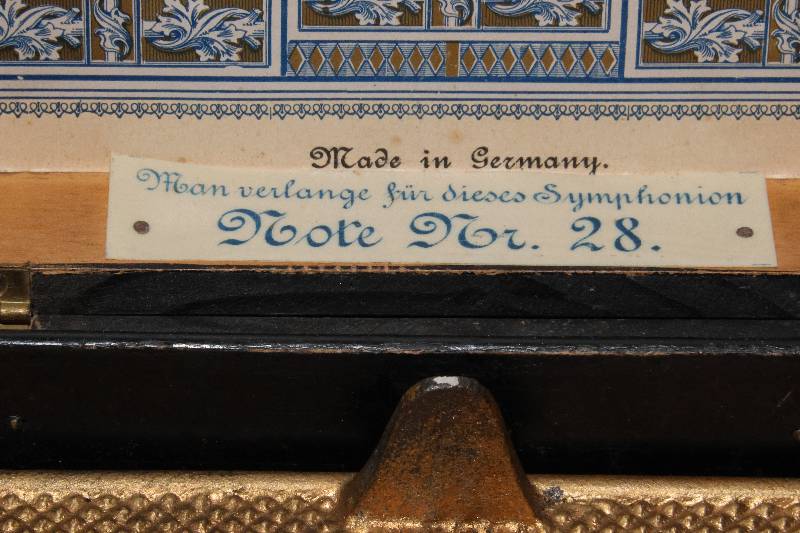 Made in Germany.
Man verlange für dieses Symphonion
Note Nr. 28.